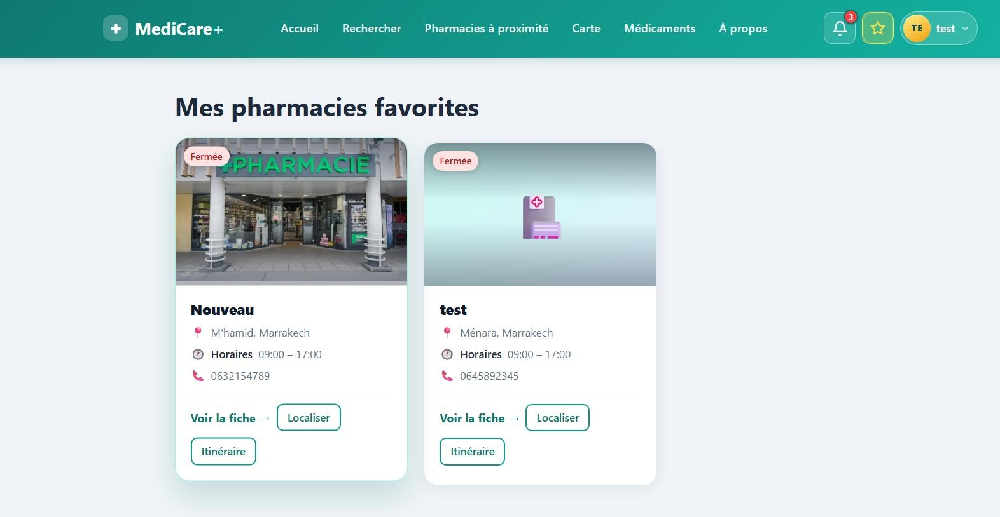 MediCare+
Accueil Rechercher Pharmacies à proximité Carte Médicaments À propos
3
TE test
Mes pharmacies favorites
Fermée
PHARMACIE
Nouveau
M'hamid, Marrakech
Horaires 09:00 – 17:00
0632154789
Voir la fiche → Localiser
Itinéraire
Fermée
test
Ménara, Marrakech
Horaires 09:00 – 17:00
0645892345
Voir la fiche → Localiser
Itinéraire